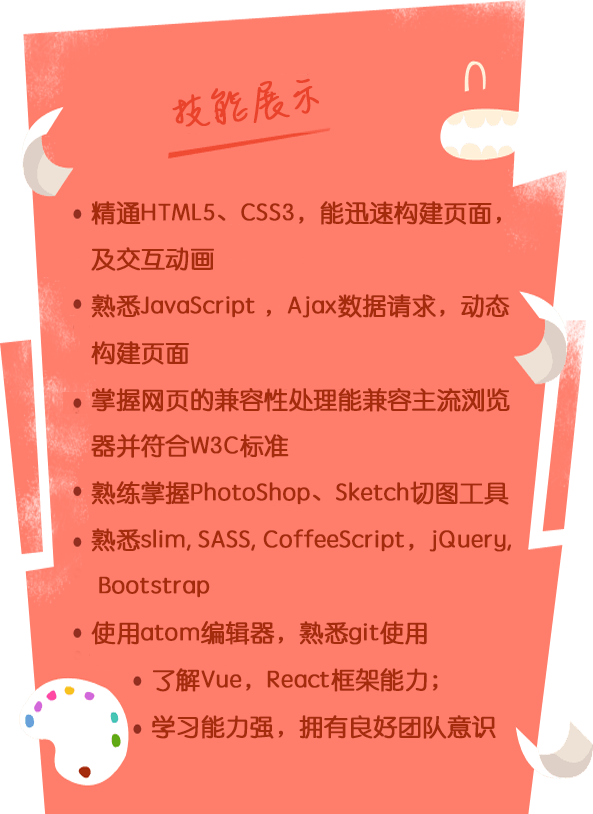 技能展示
• 精通HTML5、CSS3，能迅速构建页面，
及交互动画
• 熟悉JavaScript ，Ajax数据请求，动态
构建页面
• 掌握网页的兼容性处理能兼容主流浏览
器并符合W3C标准
• 熟练掌握PhotoShop、Sketch切图工具
• 熟悉slim, SASS, CoffeeScript，jQuery,
Bootstrap
• 使用atom编辑器，熟悉git使用
• 了解Vue，React框架能力；
• 学习能力强，拥有良好团队意识